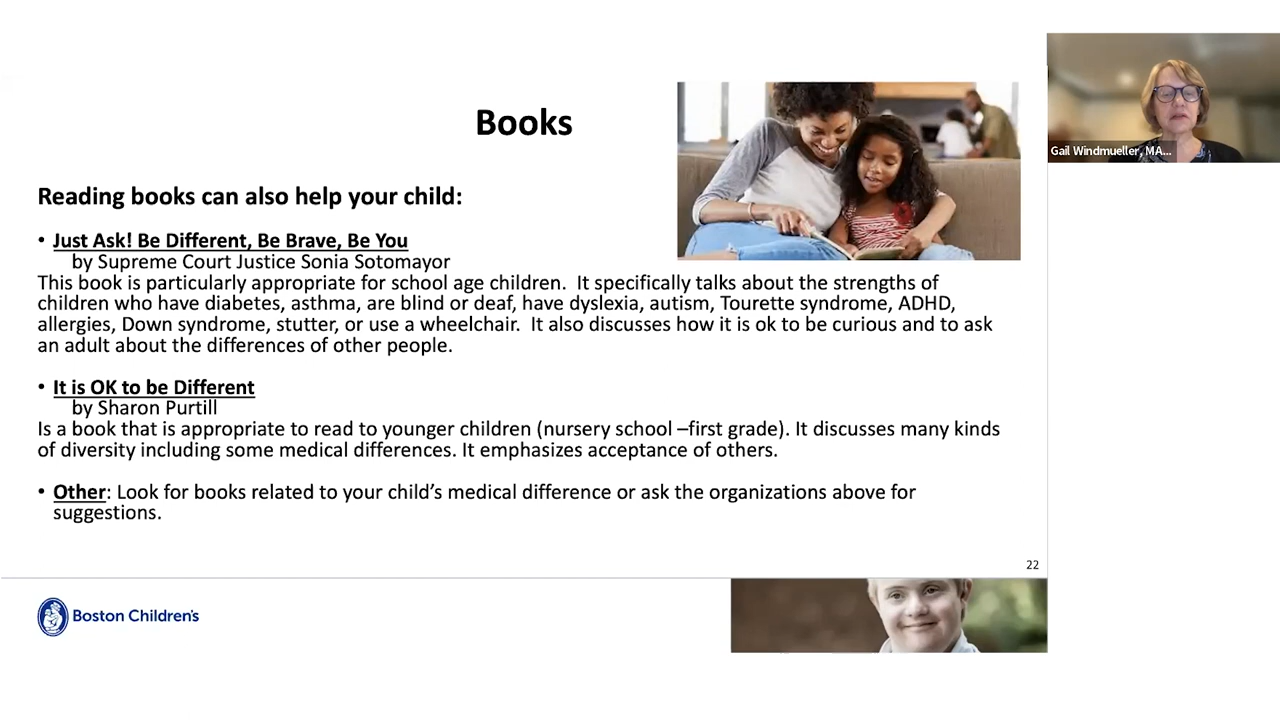 Books
Gail Windmueller, MA...
Reading books can also help your child:
• Just Ask! Be Different, Be Brave, Be You
by Supreme Court Justice Sonia Sotomayor
This book is particularly appropriate for school age children.  It specifically talks about the strengths of
children who have diabetes, asthma, are blind or deaf, have dyslexia, autism, Tourette syndrome, ADHD,
allergies, Down syndrome, stutter, or use a wheelchair.  It also discusses how it is ok to be curious and to ask
an adult about the differences of other people.
• It is OK to be Different
by Sharon Purtill
Is a book that is appropriate to read to younger children (nursery school –first grade). It discusses many kinds
of diversity including some medical differences. It emphasizes acceptance of others.
• Other: Look for books related to your child’s medical difference or ask the organizations above for
suggestions.
22
Boston Children's